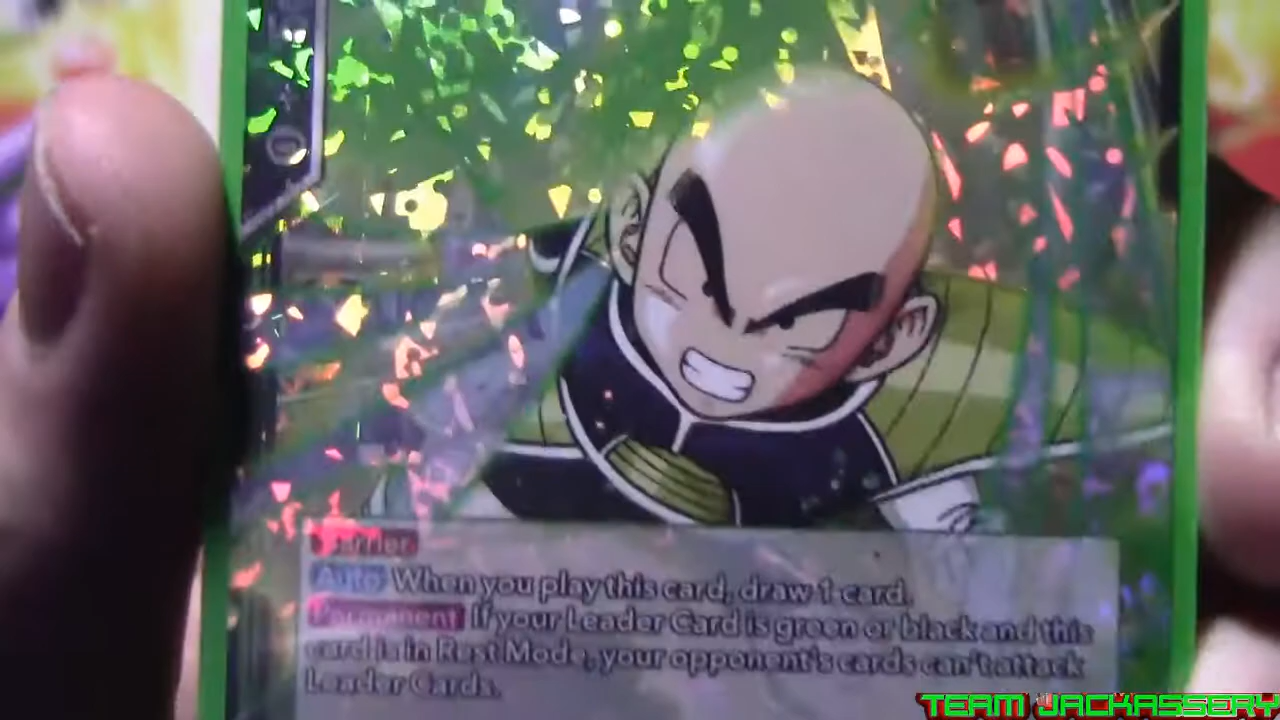 Barrier
Auto When you play this card, draw 1 card.
Permanent If your Leader Card is green or black and this
card is in Rest Mode, your opponent's cards can't attack
Leader Cards.
TEAM JACKASSERY